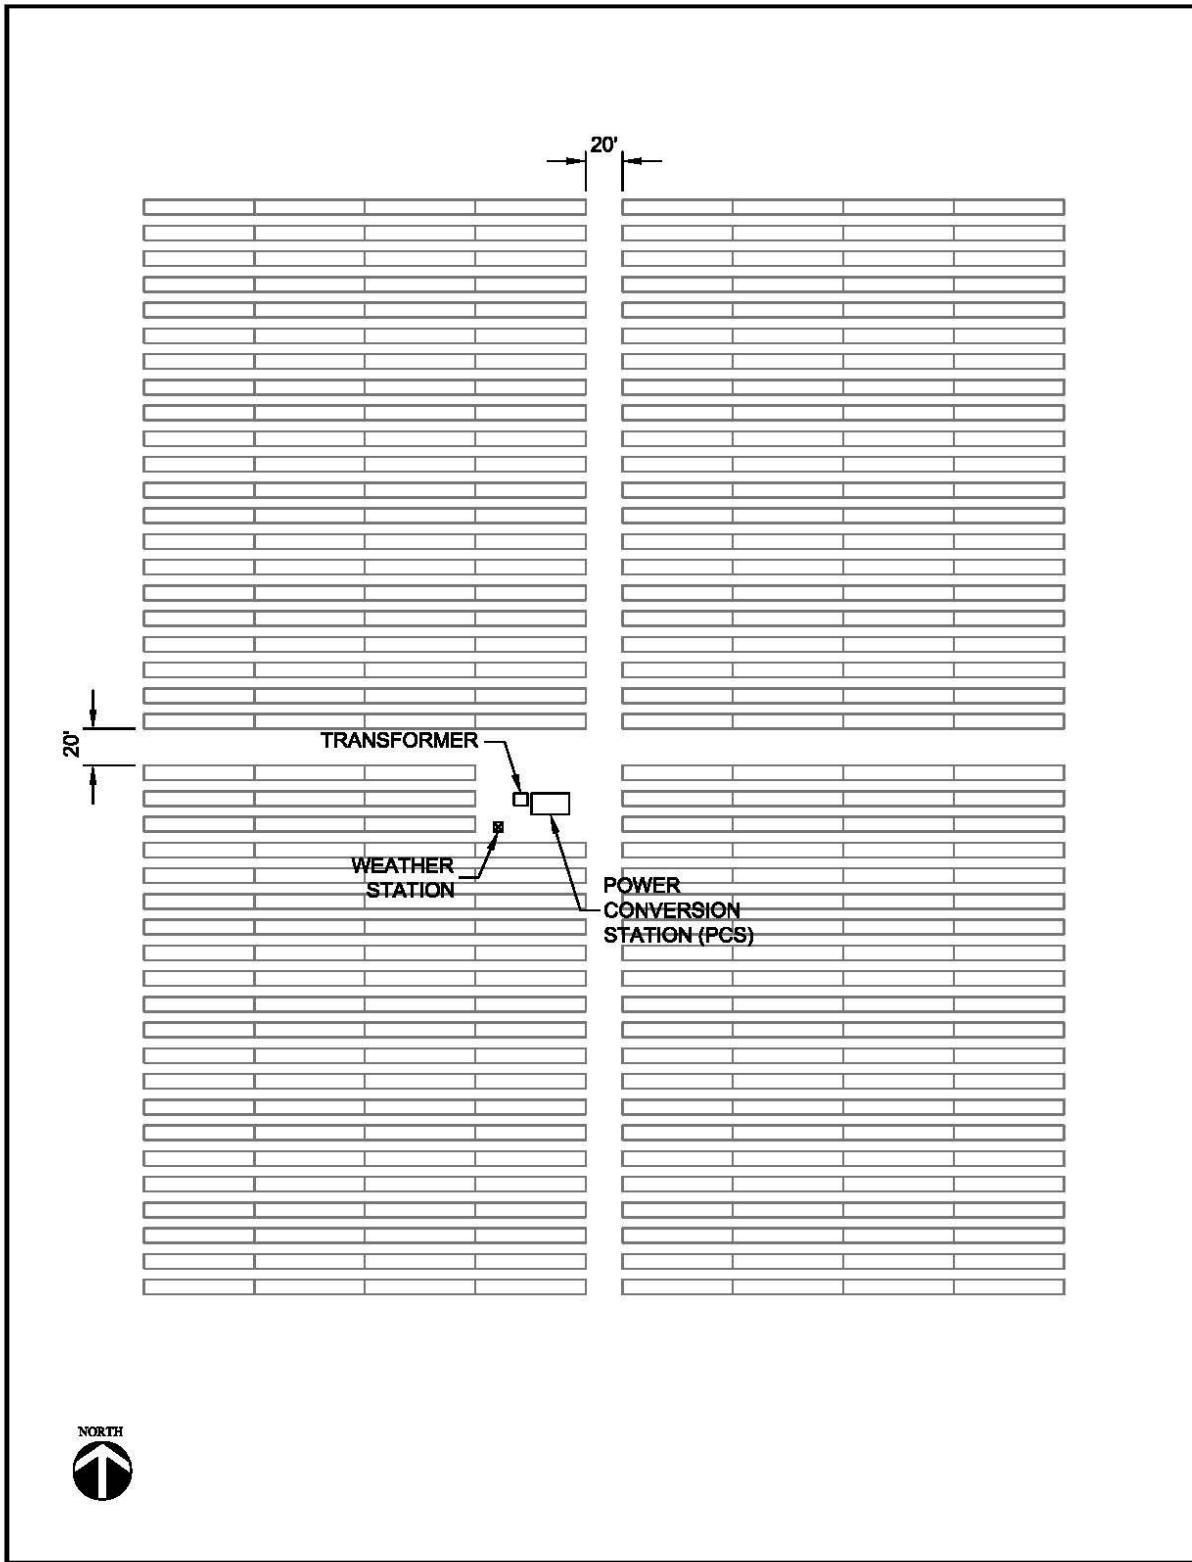 20'
20'
TRANSFORMER
WEATHER
STATION
POWER
CONVERSION
STATION (PCS)
NORTH